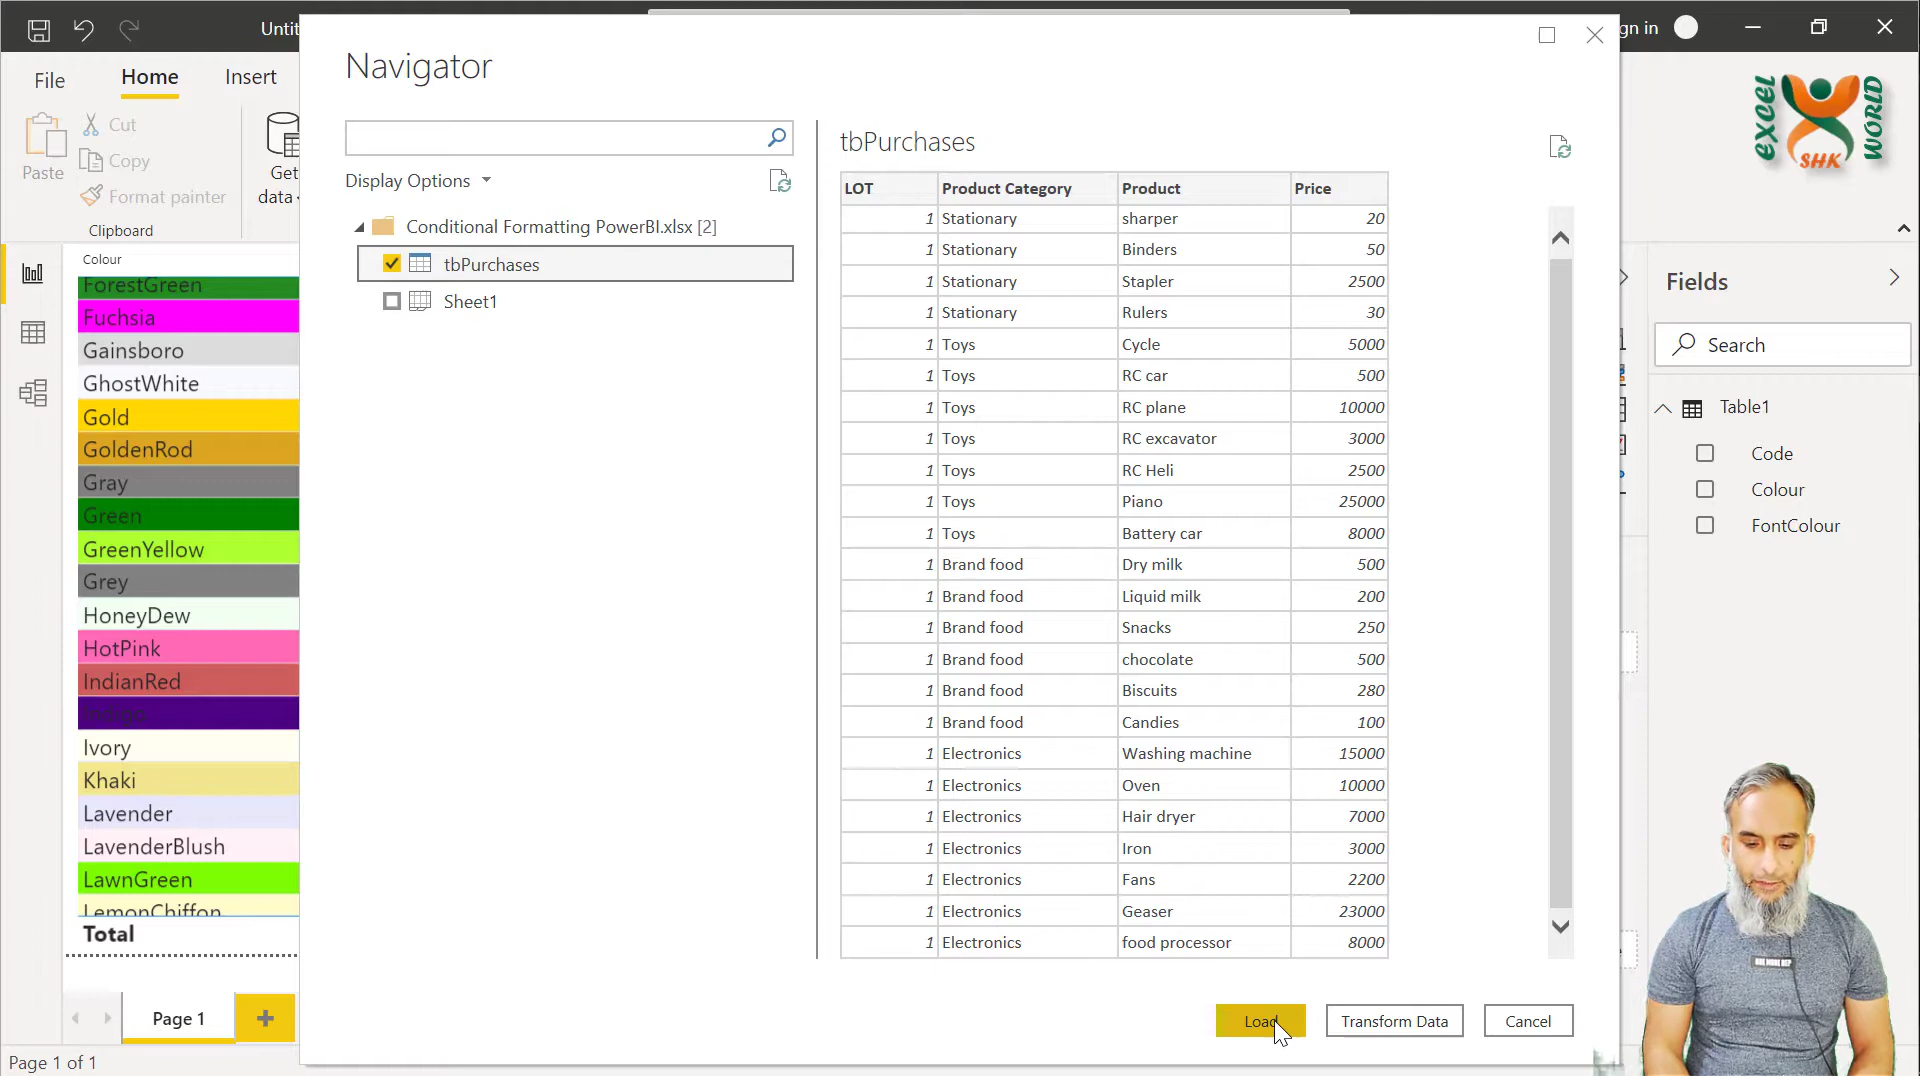 Untit
gn in
File
Home
Insert
Paste
Cut
Copy
Format painter
Clipboard
Get
data
EXCEL
WORLD
SHK
Navigator
Display Options
Conditional Formatting PowerBI.xlsx [2]
tbPurchases
Sheet1
tbPurchases
LOT Product Category Product Price
1 Stationary sharper 20
1 Stationary Binders 50
1 Stationary Stapler 2500
1 Stationary Rulers 30
1 Toys Cycle 5000
1 Toys RC car 500
1 Toys RC plane 10000
1 Toys RC excavator 3000
1 Toys RC Heli 2500
1 Toys Piano 25000
1 Toys Battery car 8000
1 Brand food Dry milk 500
1 Brand food Liquid milk 200
1 Brand food Snacks 250
1 Brand food chocolate 500
1 Brand food Biscuits 280
1 Brand food Candies 100
1 Electronics Washing machine 15000
1 Electronics Oven 10000
1 Electronics Hair dryer 7000
1 Electronics Iron 3000
1 Electronics Fans 2200
1 Electronics Geaser 23000
1 Electronics food processor 8000
Load
Transform Data
Cancel
Colour
ForestGreen
Fuchsia
Gainsboro
GhostWhite
Gold
GoldenRod
Gray
Green
GreenYellow
Grey
HoneyDew
HotPink
IndianRed
Indigo
Ivory
Khaki
Lavender
LavenderBlush
LawnGreen
LemonChiffon
Total
Page 1
Page 1 of 1
Fields
Search
Table1
Code
Colour
FontColour